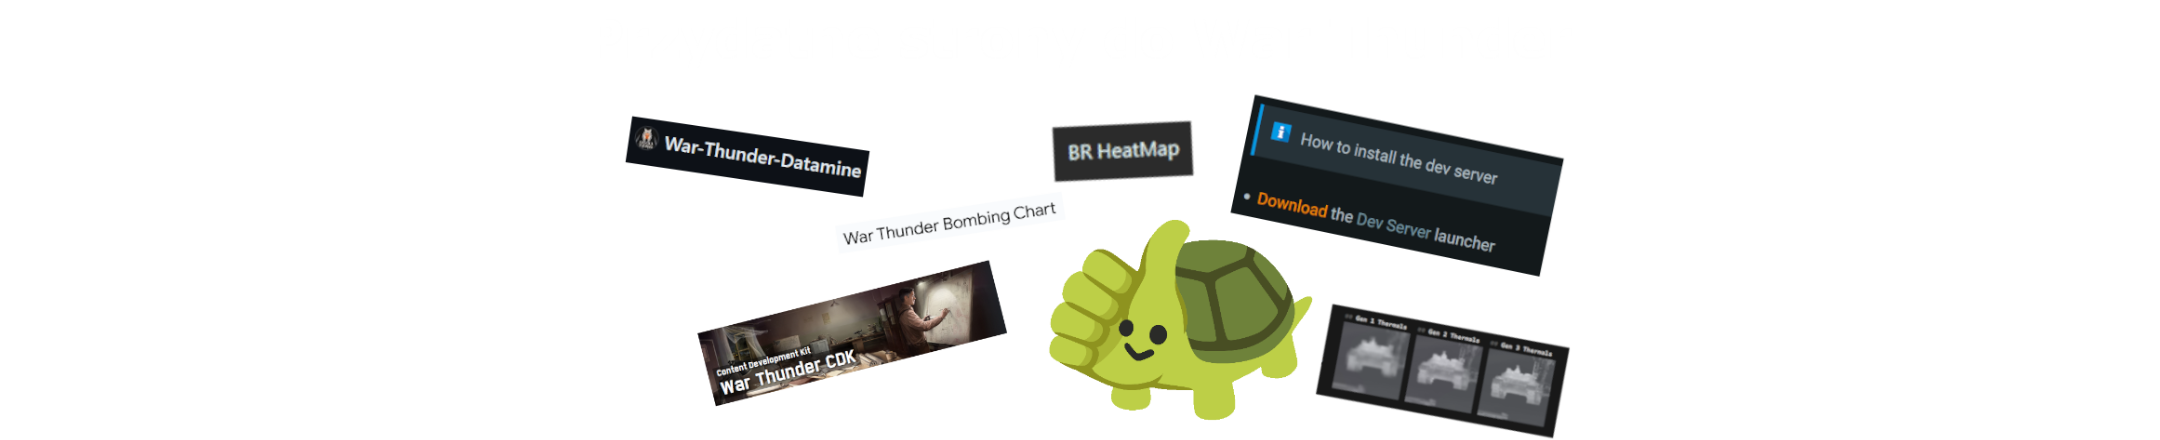 War-Thunder-Datamine
BR HeatMap
How to install the dev server
Download the Dev Server launcher
War Thunder Bombing Chart
Content Development Kit
War Thunder CDK
Gen 1 Thermals
Gen 2 Thermals
Gen 3 Thermals